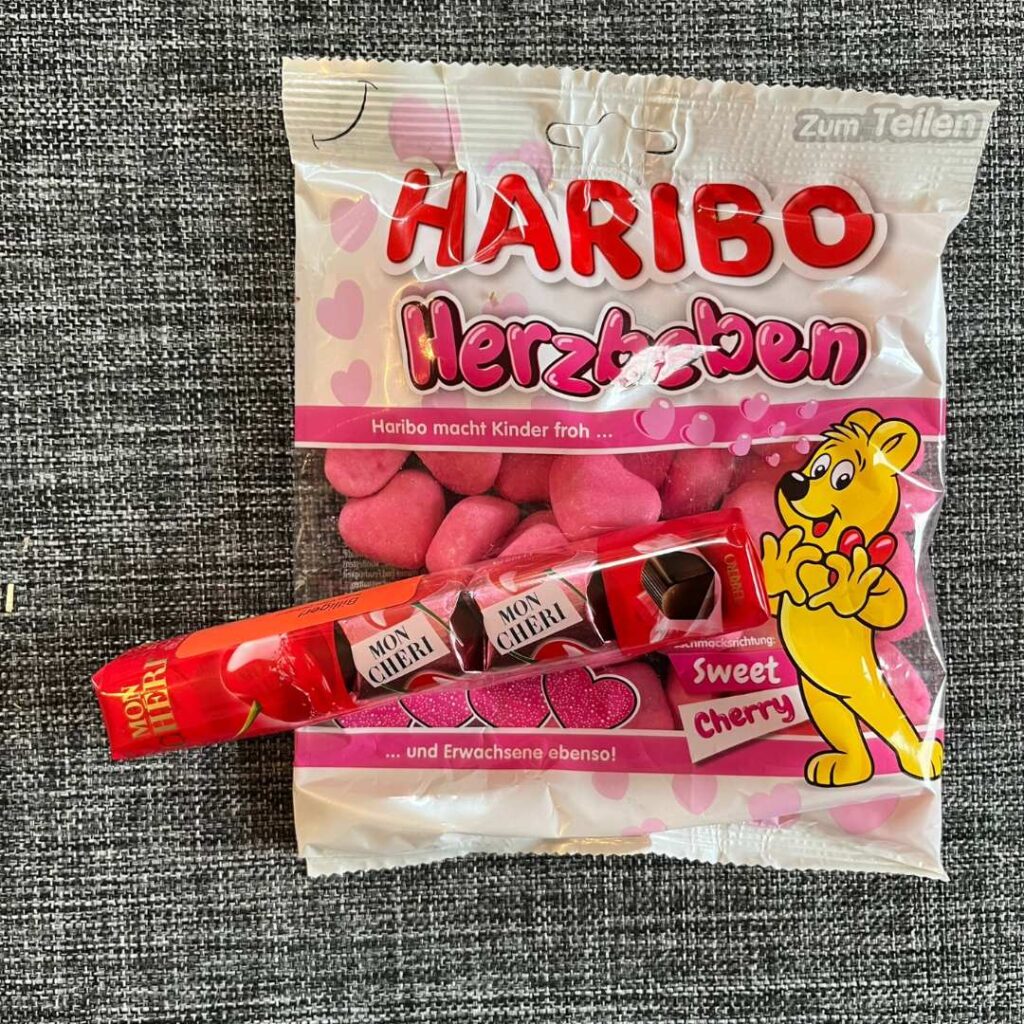 Zum Teilen
HARIBO
Herzbeben
Haribo macht Kinder froh ...
Billiger!
MON
CHERI
MON
CHERI
MON
CHERI
Sweet
Cherry
... und Erwachsene ebenso!